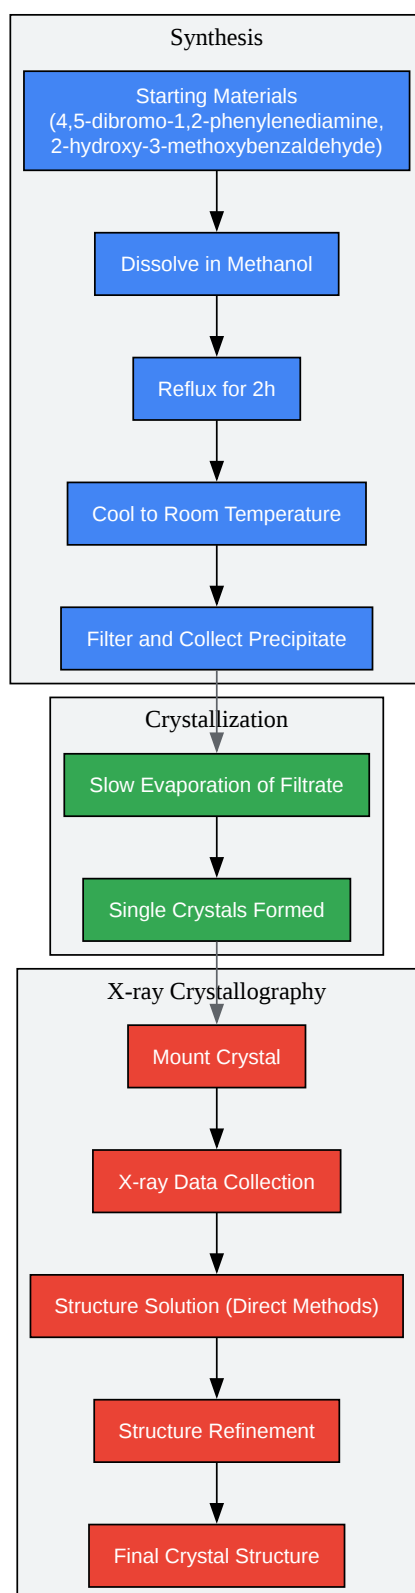 Synthesis
Starting Materials
(4,5-dibromo-1,2-phenylenediamine,
2-hydroxy-3-methoxybenzaldehyde)
Dissolve in Methanol
Reflux for 2h
Cool to Room Temperature
Filter and Collect Precipitate
Crystallization
Slow Evaporation of Filtrate
Single Crystals Formed
X-ray Crystallography
Mount Crystal
X-ray Data Collection
Structure Solution (Direct Methods)
Structure Refinement
Final Crystal Structure